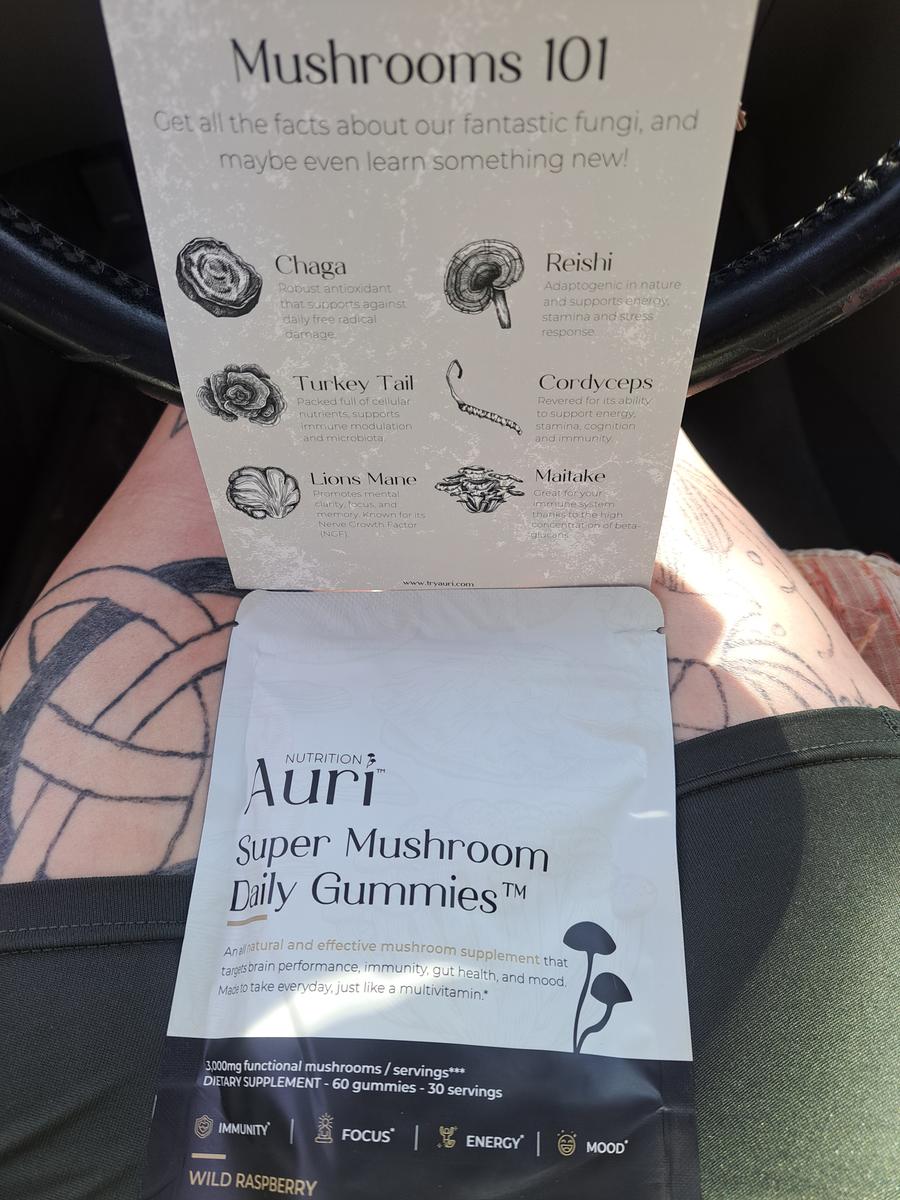 Mushrooms 101
Get all the facts about our fantastic fungi, and
maybe even learn something new!
Chaga
Robust antioxidant
that supports against
daily free radical
damage.
Reishi
Adaptogenic in nature
and supports energy,
stamina and stress
response.
Turkey Tail
Packed full of cellular
nutrients, supports
immune modulation
and microbiota.
Cordyceps
Revered for its ability
to support energy,
stamina, cognition
and immunity.
Lions Mane
Promotes mental
clarity, focus, and
memory. Known for its
Nerve Growth Factor
(NGF).
Maitake
Great for your
immune system
thanks to the high
concentration of beta-
glucans.
www.tryauri.com
NUTRITION
Auri™
Super Mushroom
Daily Gummies™
An all natural and effective mushroom supplement that
targets brain performance, immunity, gut health, and mood.
Made to take everyday, just like a multivitamin.*
3,000mg functional mushrooms / servings***
DIETARY SUPPLEMENT - 60 gummies - 30 servings
IMMUNITY* | FOCUS* | ENERGY* | MOOD*
WILD RASPBERRY